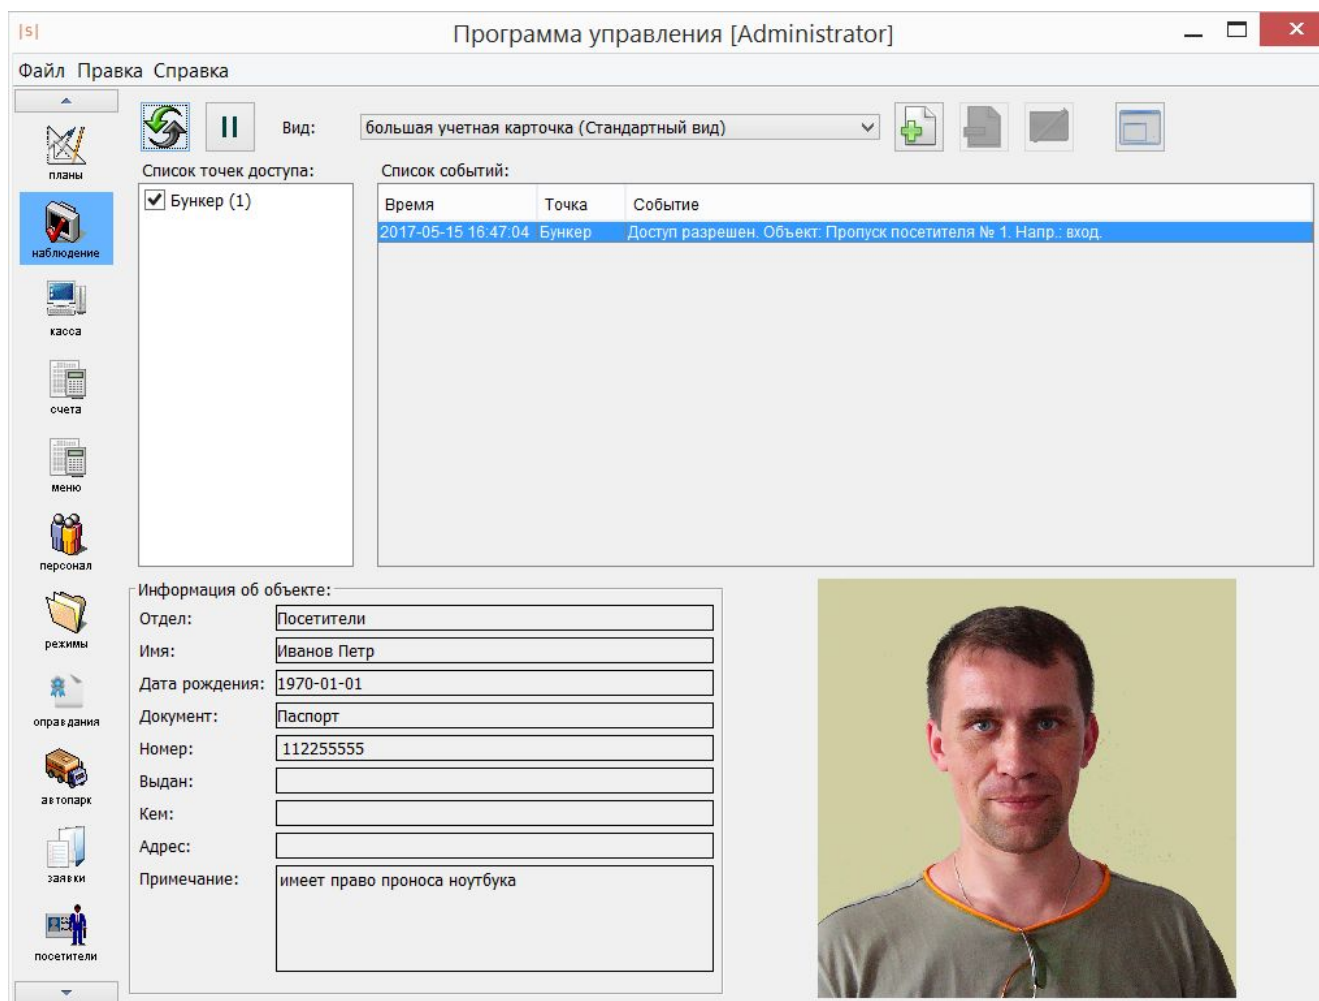 |s| Программа управления [Administrator]
Файл Правка Справка
Вид: большая учетная карточка (Стандартный вид)
Список точек доступа:
Бункер (1)
Список событий:
Время Точка Событие
2017-05-15 16:47:04 Бункер Доступ разрешен. Объект: Пропуск посетителя № 1. Напр.: вход.
планы
наблюдение
касса
счета
меню
персонал
режимы
оправдания
автопарк
заявки
посетители
Информация об объекте:
Отдел: Посетители
Имя: Иванов Петр
Дата рождения: 1970-01-01
Документ: Паспорт
Номер: 112255555
Выдан:
Кем:
Адрес:
Примечание: имеет право проноса ноутбука